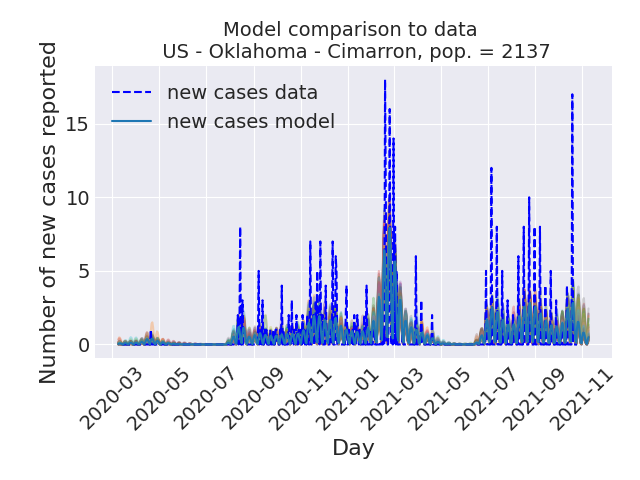 Model comparison to data
US - Oklahoma - Cimarron, pop. = 2137
new cases data
new cases model
Number of new cases reported
15
10
5
0
2020-03
2020-05
2020-07
2020-09
2020-11
2021-01
2021-03
2021-05
2021-07
2021-09
2021-11
Day